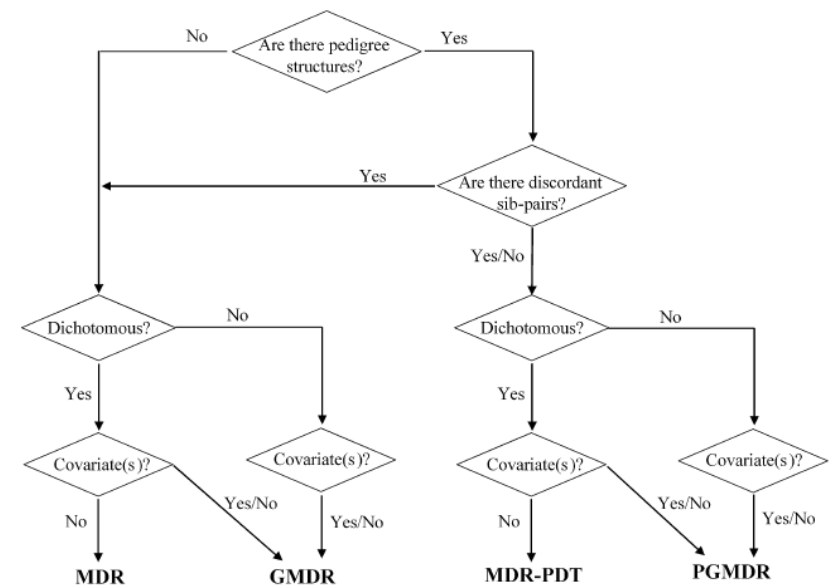 No
Are there pedigree
structures?
Yes
Yes
Are there discordant
sib-pairs?
Yes/No
Dichotomous?
No
Dichotomous?
No
Yes
Yes
Covariate(s)?
Covariate(s)?
Covariate(s)?
Covariate(s)?
No
Yes/No
Yes/No
No
Yes/No
Yes/No
MDR
GMDR
MDR-PDT
PGMDR